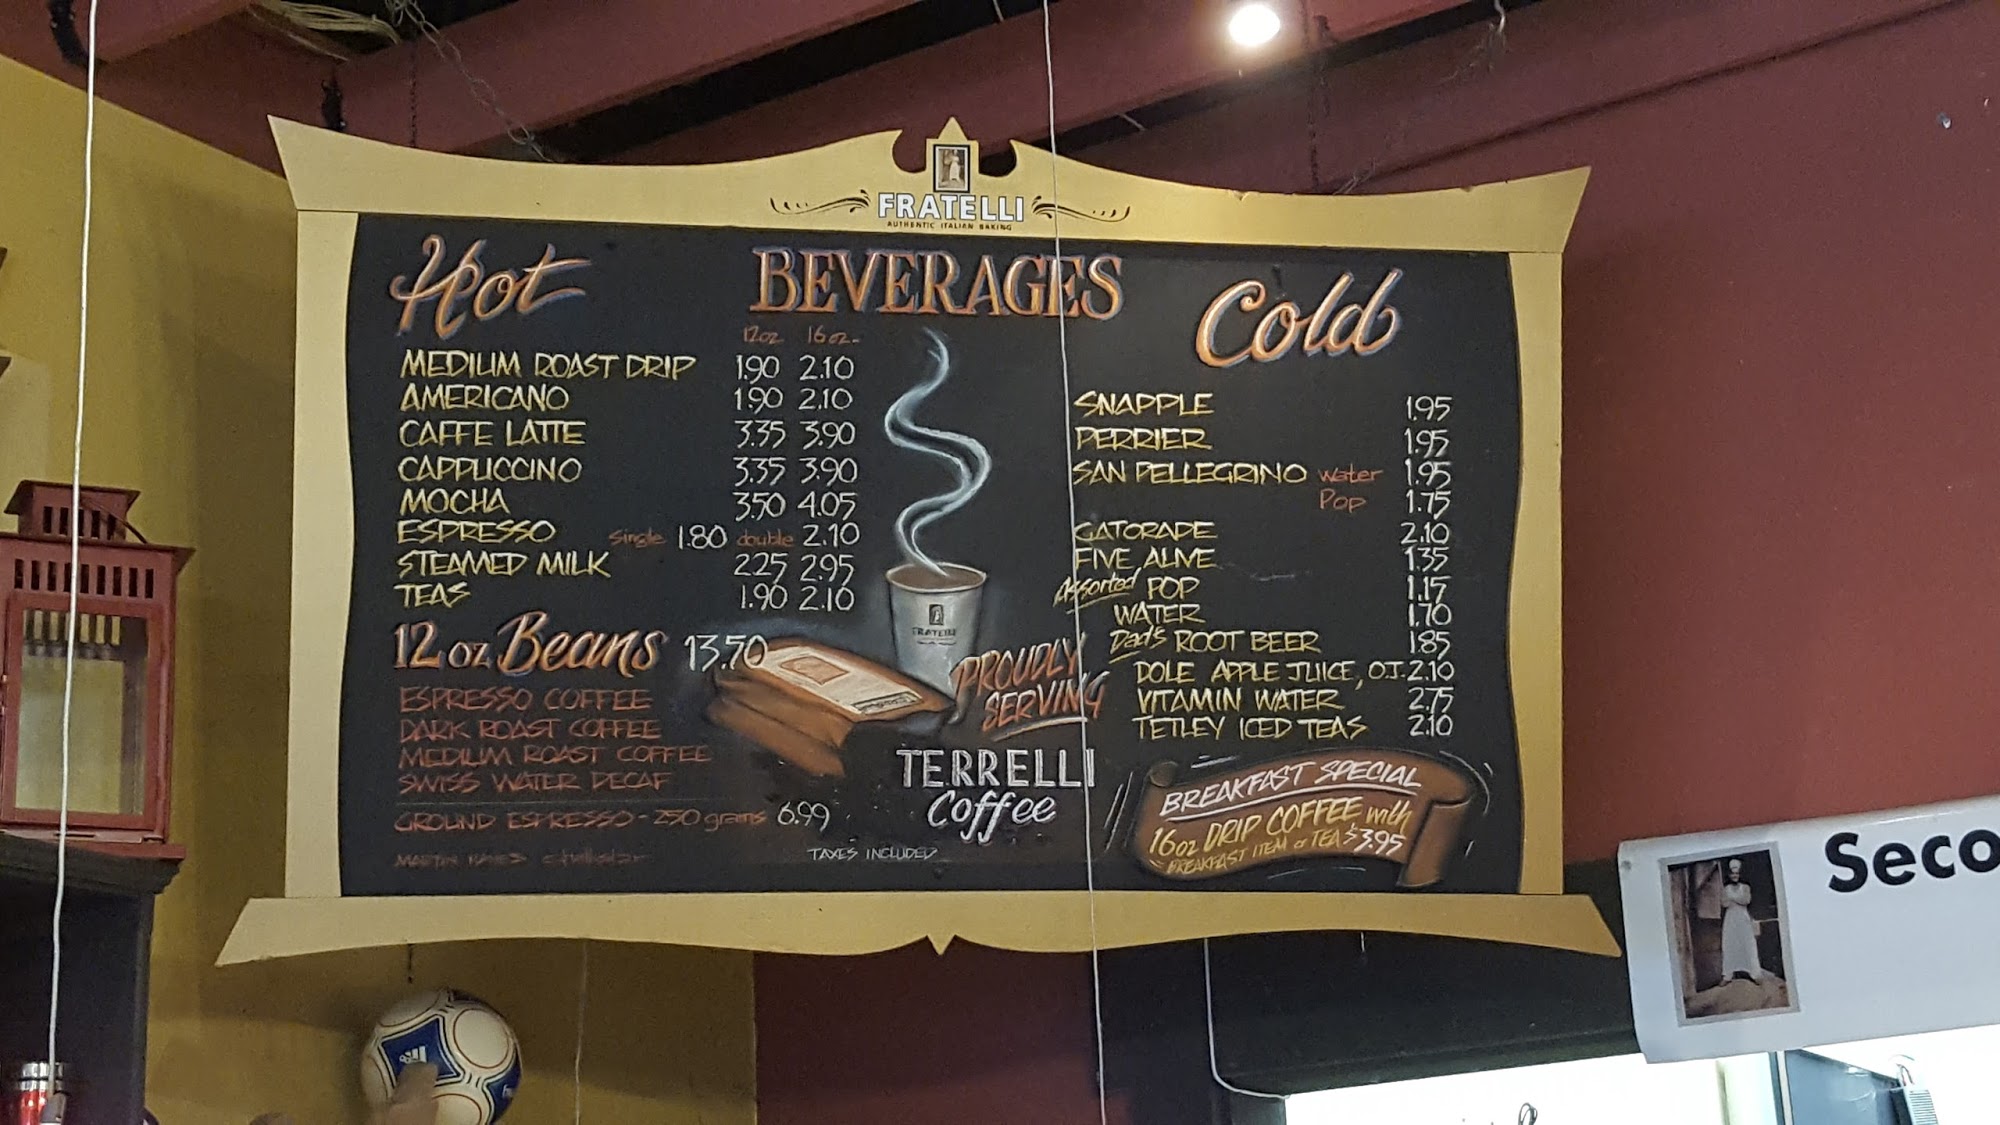 FRATELLI
AUTHENTIC ITALIAN BAKING
Hot
BEVERAGES
Cold
12oz 16oz.
MEDIUM ROAST DRIP 1.90 2.10
AMERICANO 1.90 2.10
CAFFE LATTE 3.35 3.90
CAPPUCCINO 3.35 3.90
MOCHA 3.50 4.05
ESPRESSO single 1.80 double 2.10
STEAMED MILK 2.25 2.95
TEAS 1.90 2.10
12 oz Beans 13.70
ESPRESSO COFFEE
DARK ROAST COFFEE
MEDIUM ROAST COFFEE
SWISS WATER DECAF
GROUND ESPRESSO - 250 grams 6.99
TAXES INCLUDED
FRATELLI
PROUDLY
SERVING
TERRELLI
Coffee
SNAPPLE 1.95
PERRIER 1.95
SAN PELLEGRINO water 1.95
Pop 1.75
GATORADE 2.10
FIVE ALIVE 1.35
Assorted POP 1.15
WATER 1.70
Dad's ROOT BEER 1.85
DOLE APPLE JUICE, O.J. 2.10
VITAMIN WATER 2.75
TETLEY ICED TEAS 2.10
BREAKFAST SPECIAL
16oz DRIP COFFEE with
BREAKFAST ITEM or TEA $3.95
Seco